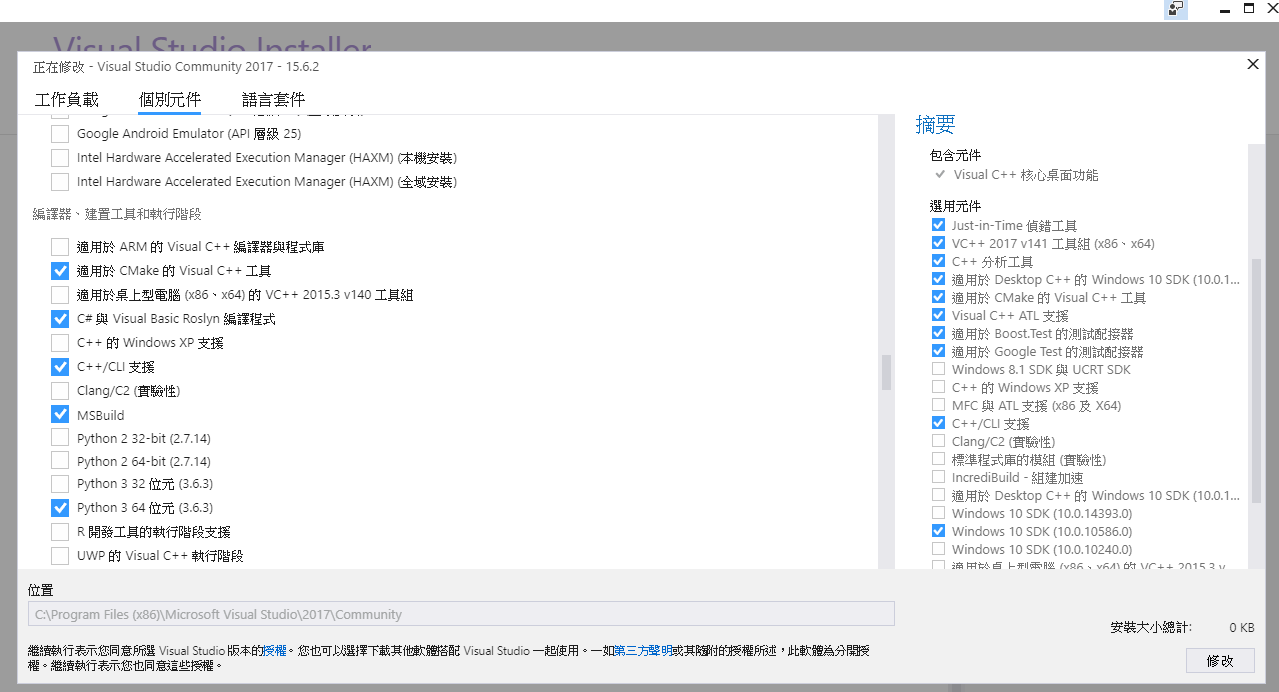 Visual Studio Installer
正在修改 - Visual Studio Community 2017 - 15.6.2
工作負載 個別元件 語言套件
Google Android Emulator (API 層級 25)
Intel Hardware Accelerated Execution Manager (HAXM) (本機安裝)
Intel Hardware Accelerated Execution Manager (HAXM) (全域安裝)
編譯器、建置工具和執行階段
適用於 ARM 的 Visual C++ 編譯器與程式庫
適用於 CMake 的 Visual C++ 工具
適用於桌上型電腦 (x86、x64) 的 VC++ 2015.3 v140 工具組
C# 與 Visual Basic Roslyn 編譯程式
C++ 的 Windows XP 支援
C++/CLI 支援
Clang/C2 (實驗性)
MSBuild
Python 2 32-bit (2.7.14)
Python 2 64-bit (2.7.14)
Python 3 32 位元 (3.6.3)
Python 3 64 位元 (3.6.3)
R 開發工具的執行階段支援
UWP 的 Visual C++ 執行階段
摘要
包含元件
Visual C++ 核心桌面功能
選用元件
Just-in-Time 偵錯工具
VC++ 2017 v141 工具組 (x86、x64)
C++ 分析工具
適用於 Desktop C++ 的 Windows 10 SDK (10.0.1...
適用於 CMake 的 Visual C++ 工具
Visual C++ ATL 支援
適用於 Boost.Test 的測試配接器
適用於 Google Test 的測試配接器
Windows 8.1 SDK 與 UCRT SDK
C++ 的 Windows XP 支援
MFC 與 ATL 支援 (x86 及 X64)
C++/CLI 支援
Clang/C2 (實驗性)
標準程式庫的模組 (實驗性)
IncrediBuild - 組建加速
適用於 Desktop C++ 的 Windows 10 SDK (10.0.1...
Windows 10 SDK (10.0.14393.0)
Windows 10 SDK (10.0.10586.0)
Windows 10 SDK (10.0.10240.0)
適用於桌上型電腦 (x86、x64) 的 VC++ 2015.3 v
位置
C:\Program Files (x86)\Microsoft Visual Studio\2017\Community
繼續執行表示您同意所選 Visual Studio 版本的授權。您也可以選擇下載其他軟體搭配 Visual Studio 一起使用。一如第三方聲明或其隨附的授權所述，此軟體為分開授
權。繼續執行表示您也同意這些授權。
安裝大小總計: 0 KB
修改